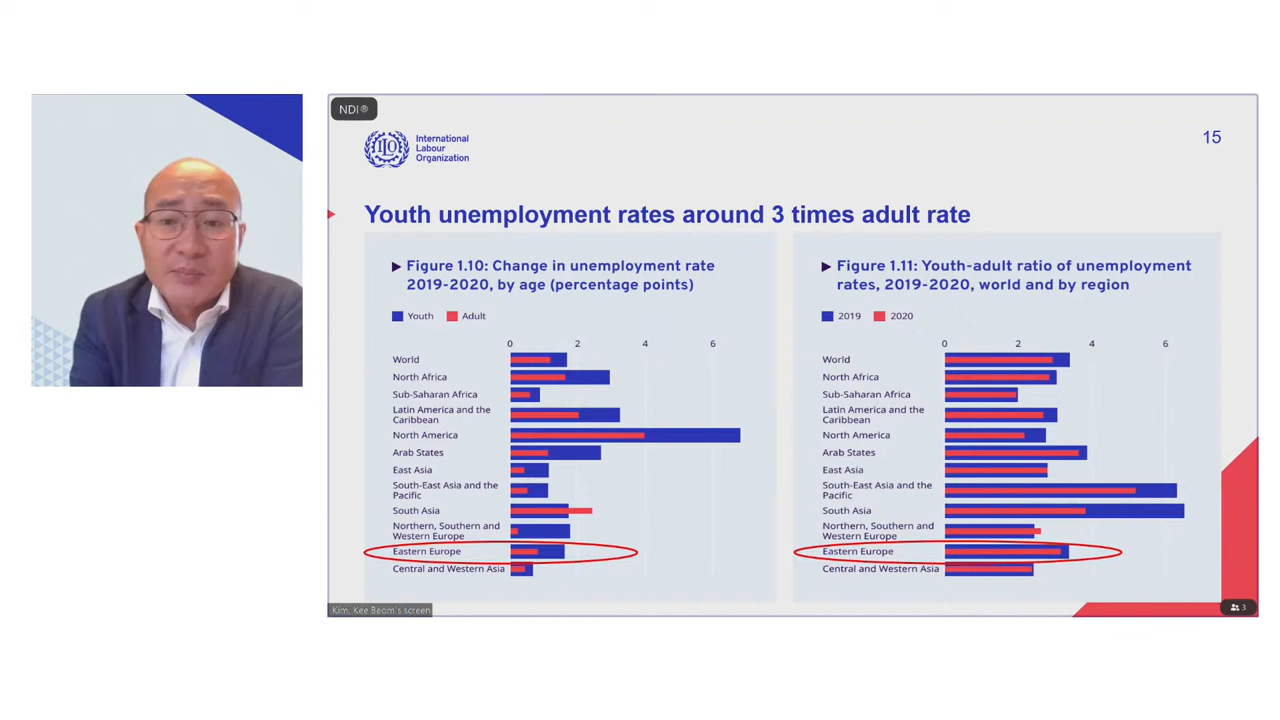 NDI®
International
Labour
Organization
15
Youth unemployment rates around 3 times adult rate
Figure 1.10: Change in unemployment rate
2019-2020, by age (percentage points)
Youth Adult
0 2 4 6
World
North Africa
Sub-Saharan Africa
Latin America and the
Caribbean
North America
Arab States
East Asia
South-East Asia and the
Pacific
South Asia
Northern, Southern and
Western Europe
Eastern Europe
Central and Western Asia
Figure 1.11: Youth-adult ratio of unemployment
rates, 2019-2020, world and by region
2019 2020
0 2 4 6
World
North Africa
Sub-Saharan Africa
Latin America and the
Caribbean
North America
Arab States
East Asia
South-East Asia and the
Pacific
South Asia
Northern, Southern and
Western Europe
Eastern Europe
Central and Western Asia
Kim, Kee Beom's screen
3